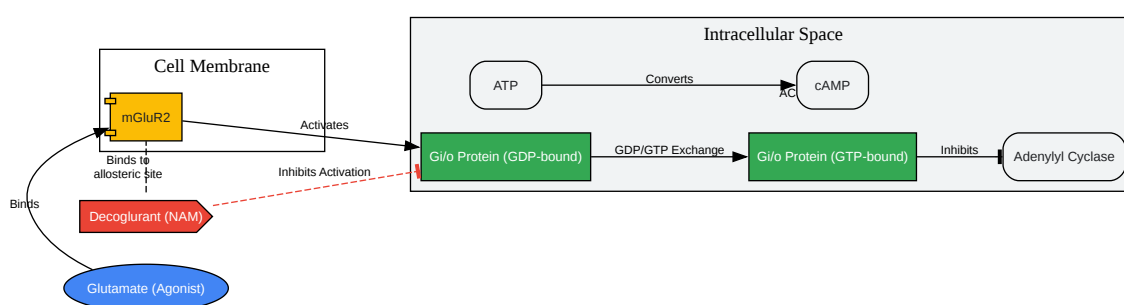 Intracellular Space
Cell Membrane
ATP
Converts
AC
cAMP
mGluR2
Activates
Gi/o Protein (GDP-bound)
GDP/GTP Exchange
Gi/o Protein (GTP-bound)
Inhibits
Adenylyl Cyclase
Binds to
allosteric site
Inhibits Activation
Binds
Decoglurant (NAM)
Glutamate (Agonist)